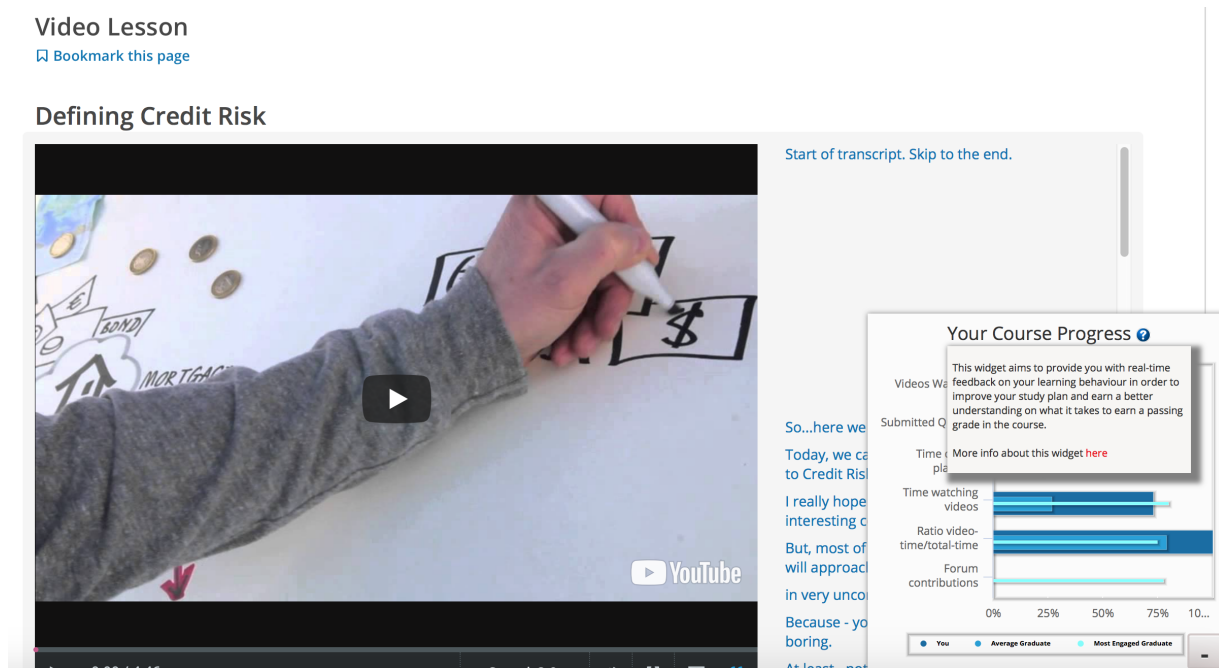 Video Lesson
Bookmark this page
Defining Credit Risk
BOND
MORTGAG
$
YouTube
Start of transcript. Skip to the end.
So...here we
Today, we ca
to Credit Ris
I really hope
interesting c
But, most of
will approac
in very unco
Because - yo
boring.
Your Course Progress ?
This widget aims to provide you with real-time
feedback on your learning behaviour in order to
improve your study plan and earn a better
understanding on what it takes to earn a passing
grade in the course.
More info about this widget here
Videos Wa
Submitted Q
Time
pla
Time watching
videos
Ratio video-
time/total-time
Forum
contributions
0% 25% 50% 75% 10...
You Average Graduate Most Engaged Graduate